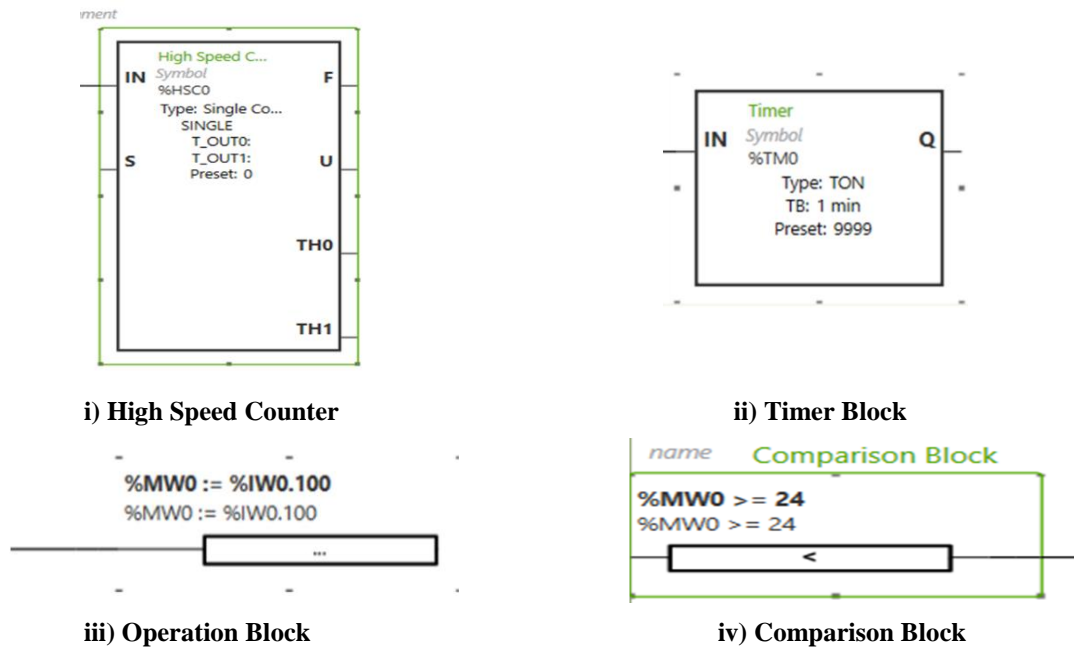 High Speed C...
IN Symbol F
%HSC0
Type: Single Co...
SINGLE
T_OUT0:
S T_OUT1: U
Preset: 0
TH0
TH1
i) High Speed Counter
Timer
IN Symbol Q
%TM0
Type: TON
TB: 1 min
Preset: 9999
ii) Timer Block
%MW0 := %IW0.100
%MW0 := %IW0.100
...
iii) Operation Block
name Comparison Block
%MW0 >= 24
%MW0 >= 24
<
iv) Comparison Block